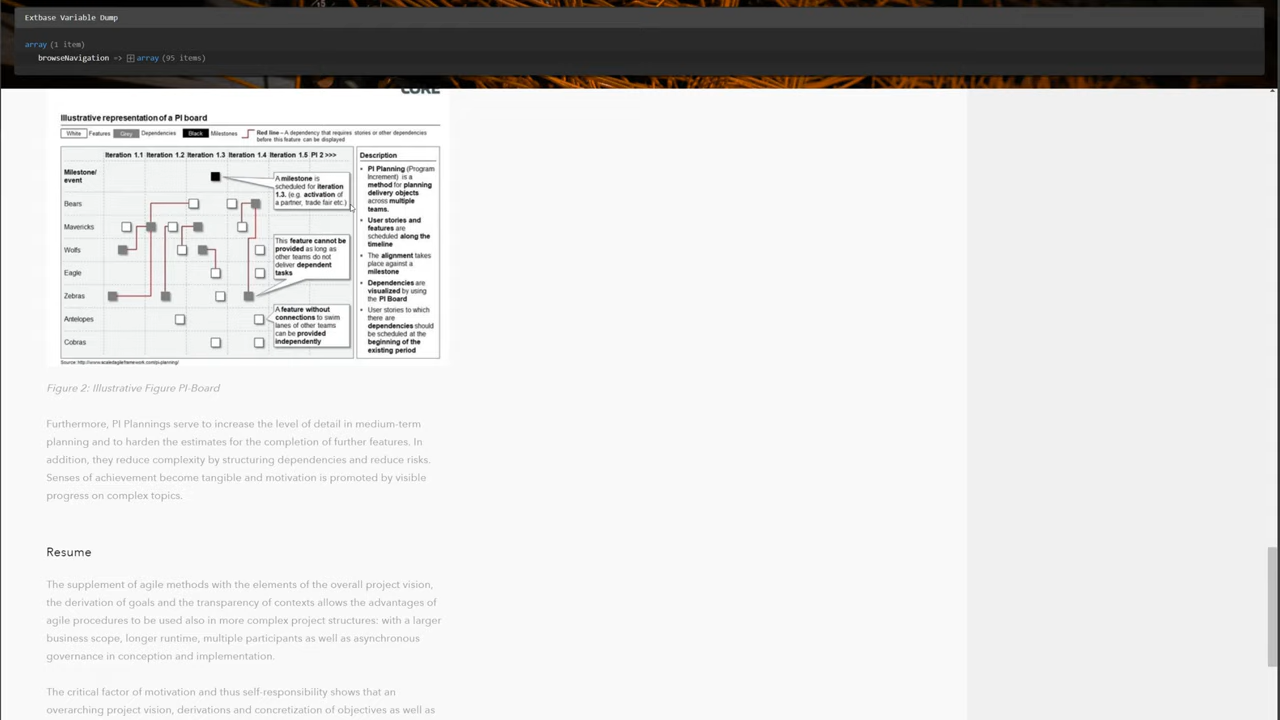 Extbase Variable Dump
array (1 item)
browseNavigation => array (95 items)
CORE
Illustrative representation of a PI board
White Features Grey Dependencies Black Milestones Red line – A dependency that requires stories or other dependencies
before this feature can be displayed
Iteration 1.1 Iteration 1.2 Iteration 1.3 Iteration 1.4 Iteration 1.5 PI 2 >>>
Milestone/
event
Bears
Mavericks
Wolfs
Eagle
Zebras
Antelopes
Cobras
A milestone is
scheduled for iteration
1.3. (e.g. activation of
a partner, trade fair etc.)
This feature cannot be
provided as long as
other teams do not
deliver dependent
tasks
A feature without
connections to swim
lanes of other teams
can be provided
independently
Description
• PI Planning (Program
Increment) is a
method for planning
delivery objects
across multiple
teams.
• User stories and
features are
scheduled along the
timeline
• The alignment takes
place against a
milestone
• Dependencies are
visualized by using
the PI Board
• User stories to which
there are
dependencies should
be scheduled at the
beginning of the
existing period
Source: http://www.scaledagileframework.com/pi-planning/
Figure 2: Illustrative Figure PI-Board
Furthermore, PI Plannings serve to increase the level of detail in medium-term
planning and to harden the estimates for the completion of further features. In
addition, they reduce complexity by structuring dependencies and reduce risks.
Senses of achievement become tangible and motivation is promoted by visible
progress on complex topics.
Resume
The supplement of agile methods with the elements of the overall project vision,
the derivation of goals and the transparency of contexts allows the advantages of
agile procedures to be used also in more complex project structures: with a larger
business scope, longer runtime, multiple participants as well as asynchronous
governance in conception and implementation.
The critical factor of motivation and thus self-responsibility shows that an
overarching project vision, derivations and concretization of objectives as well as